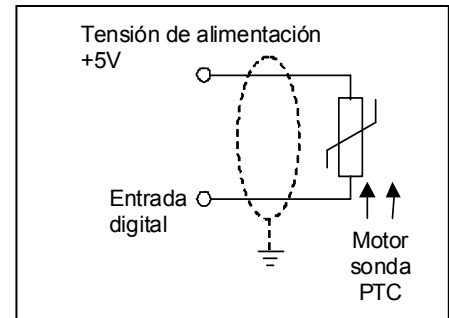 Tensión de alimentación
+5V
Entrada
digital
Motor
sonda
PTC